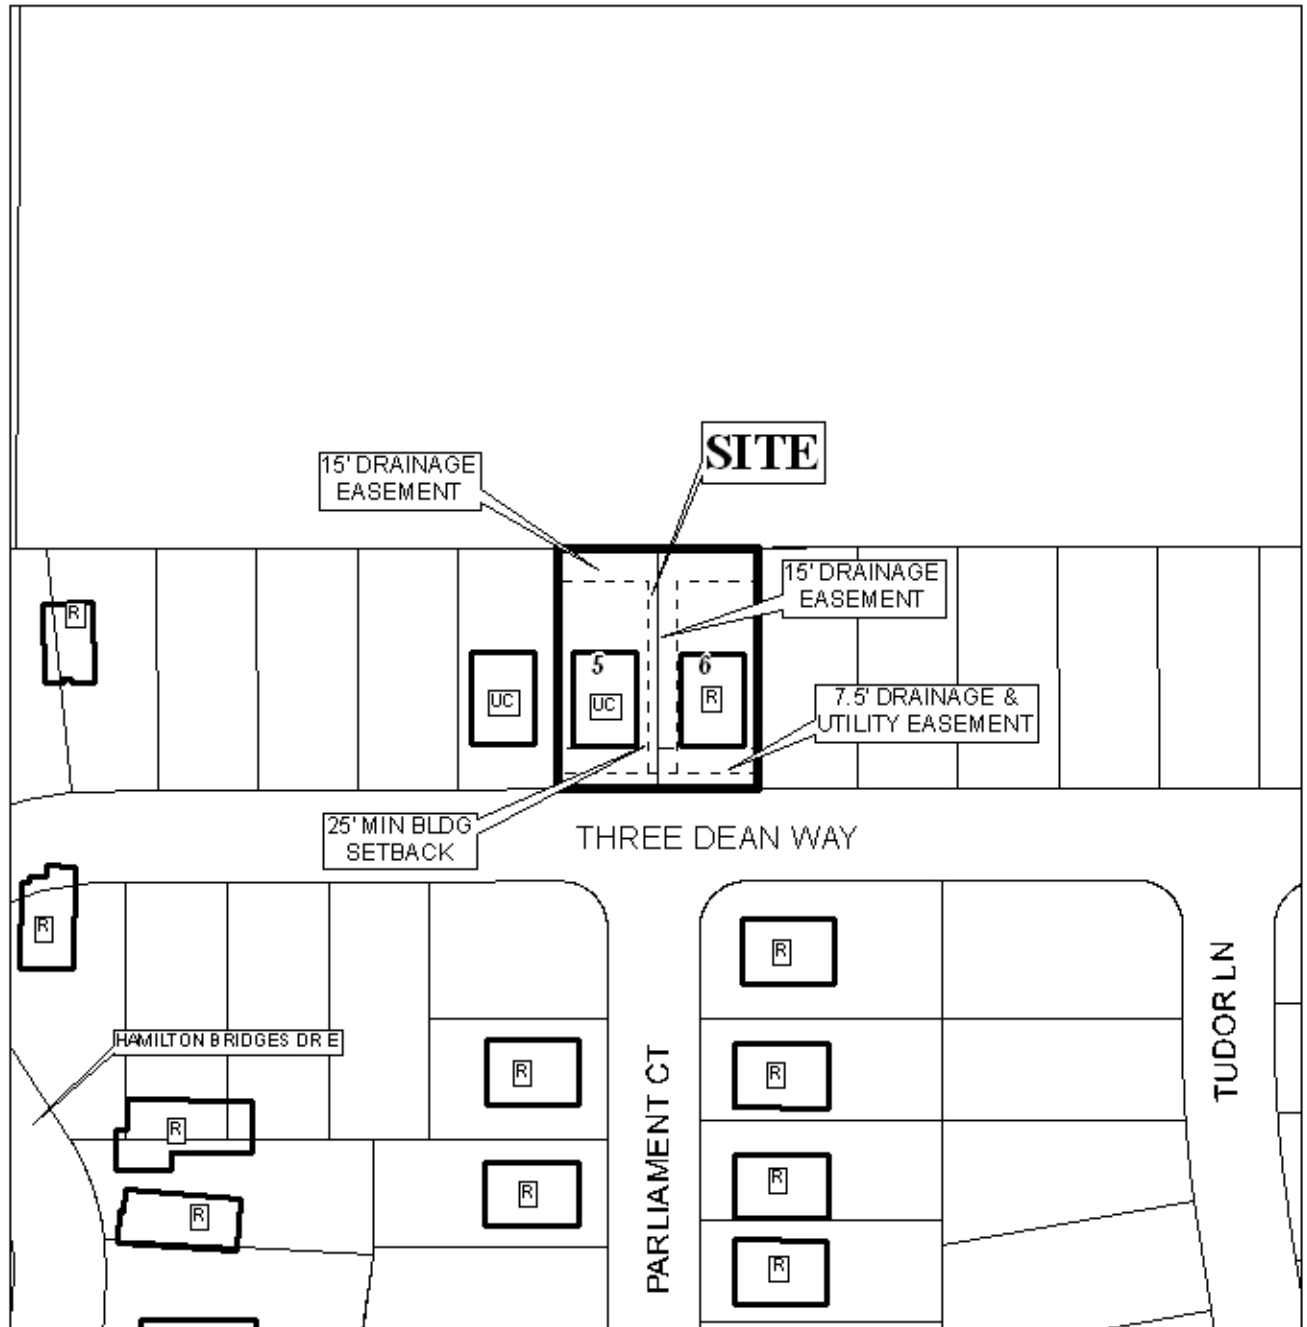 SITE
15' DRAINAGE
EASEMENT
15' DRAINAGE
EASEMENT
R
5
6
UC
UC
R
7.5' DRAINAGE &
UTILITY EASEMENT
25' MIN BLDG
SETBACK
THREE DEAN WAY
R
R
HAMILTON BRIDGES DR E
R
R
R
R
R
R
R
R
PARLIAMENT CT
TUDOR LN